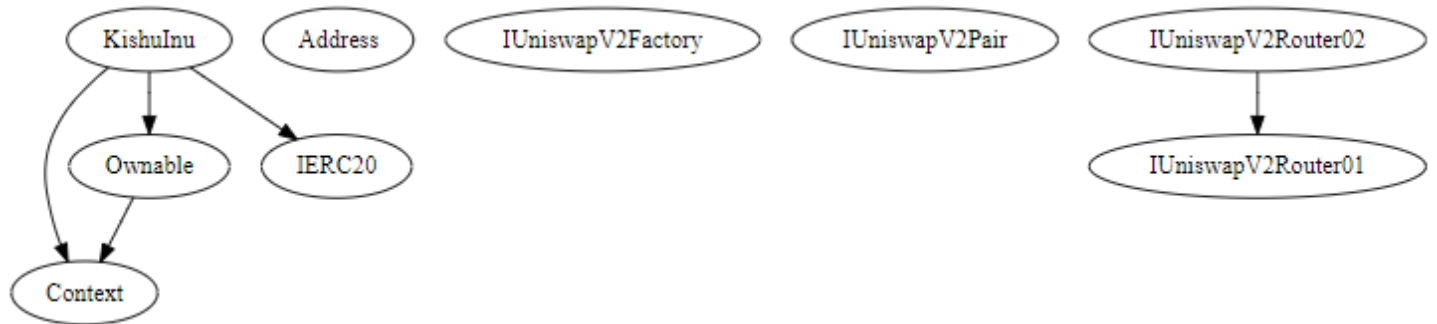 KishuInu
Address
IUniswapV2Factory
IUniswapV2Pair
IUniswapV2Router02
Ownable
IERC20
IUniswapV2Router01
Context